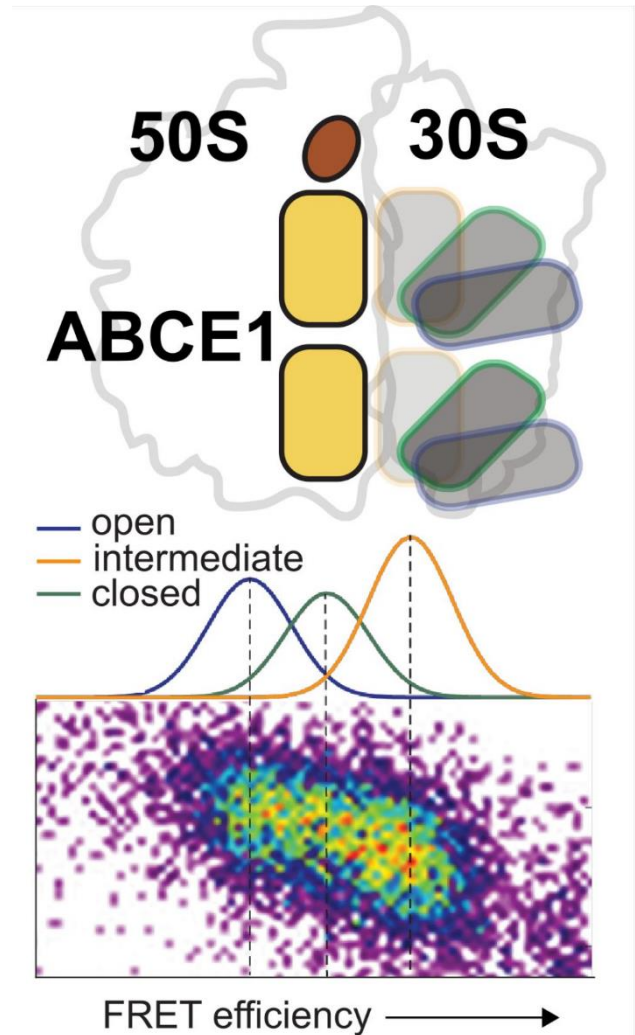 50S 30S
ABCE1
open
intermediate
closed
FRET efficiency